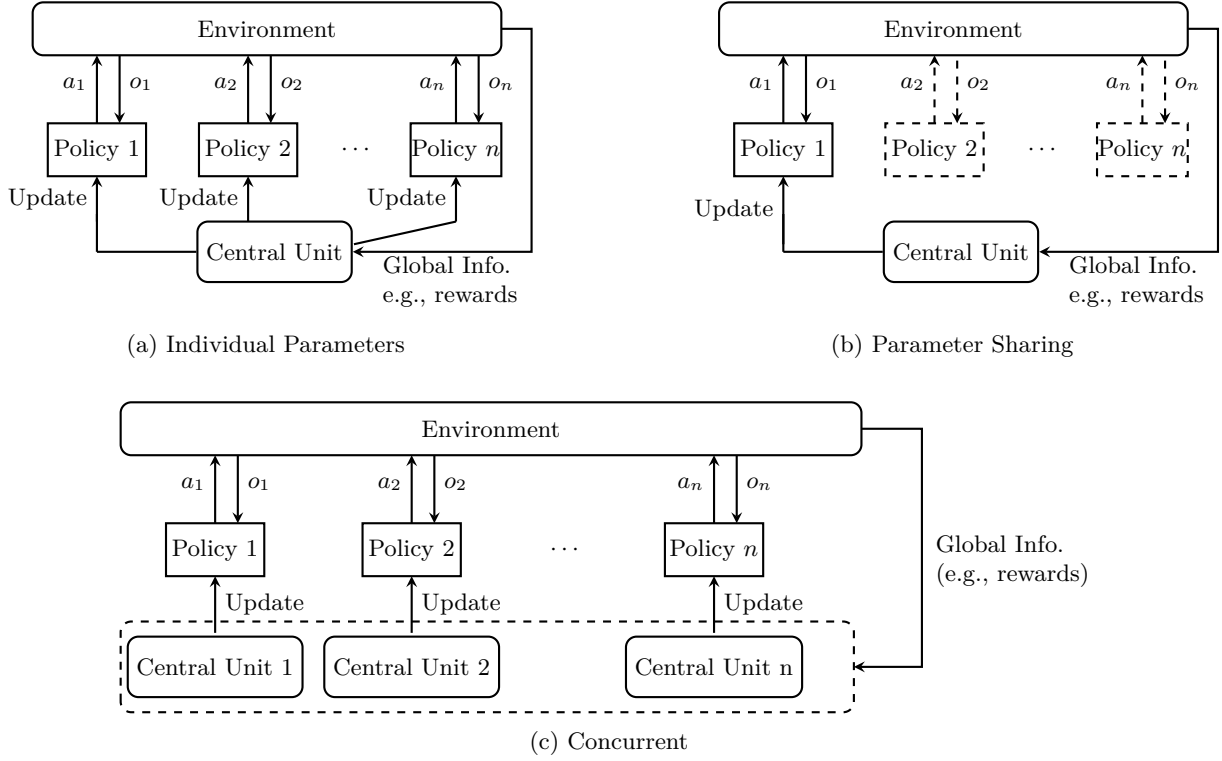 Environment
a₁ o₁ a₂ o₂ aₙ oₙ
Policy 1 Policy 2 ... Policy n
Update Update Update
Central Unit
Global Info.
e.g., rewards
(a) Individual Parameters
Environment
a₁ o₁ a₂ o₂ aₙ oₙ
Policy 1 Policy 2 ... Policy n
Update
Central Unit
Global Info.
e.g., rewards
(b) Parameter Sharing
Environment
a₁ o₁ a₂ o₂ aₙ oₙ
Policy 1 Policy 2 ... Policy n
Global Info.
(e.g., rewards)
Update Update Update
Central Unit 1 Central Unit 2 Central Unit n
(c) Concurrent